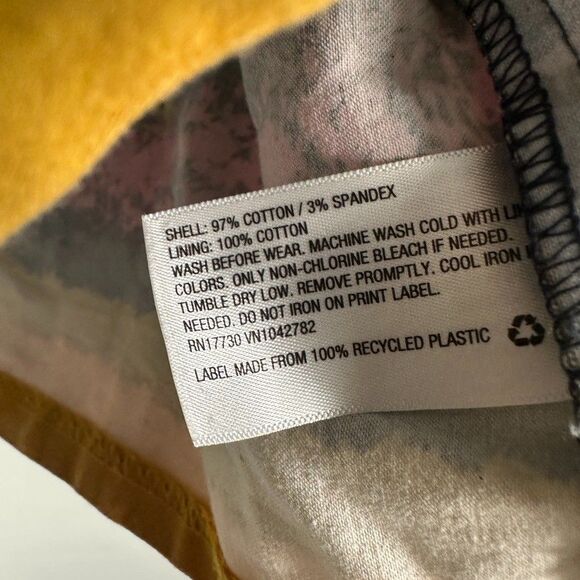 SHELL: 97% COTTON / 3% SPANDEX
LINING: 100% COTTON
WASH BEFORE WEAR. MACHINE WASH COLD WITH
COLORS. ONLY NON-CHLORINE BLEACH IF NEEDED.
TUMBLE DRY LOW. REMOVE PROMPTLY. COOL IRON
NEEDED. DO NOT IRON ON PRINT LABEL.
RN17730 VN1042782
LABEL MADE FROM 100% RECYCLED PLASTIC